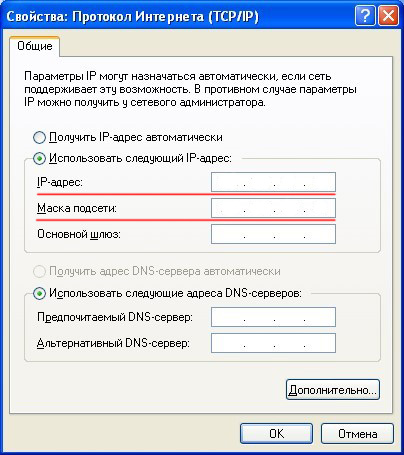 Свойства: Протокол Интернета (TCP/IP)
Общие
Параметры IP могут назначаться автоматически, если сеть
поддерживает эту возможность. В противном случае параметры
IP можно получить у сетевого администратора.
Получить IP-адрес автоматически
Использовать следующий IP-адрес:
IP-адрес:
Маска подсети:
Основной шлюз:
Получить адрес DNS-сервера автоматически
Использовать следующие адреса DNS-серверов:
Предпочитаемый DNS-сервер:
Альтернативный DNS-сервер:
Дополнительно...
OK Отмена